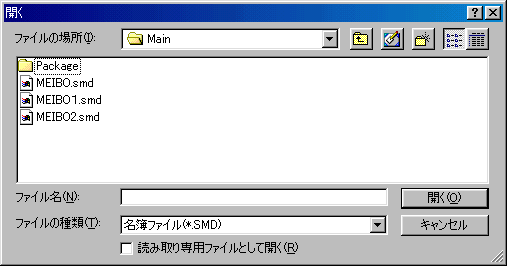 開く
ファイルの場所(I): Main
Package
MEIBO.smd
MEIBO1.smd
MEIBO2.smd
ファイル名(N): 開く(O)
ファイルの種類(T): 名簿ファイル(*.SMD) キャンセル
読み取り専用ファイルとして開く(R)